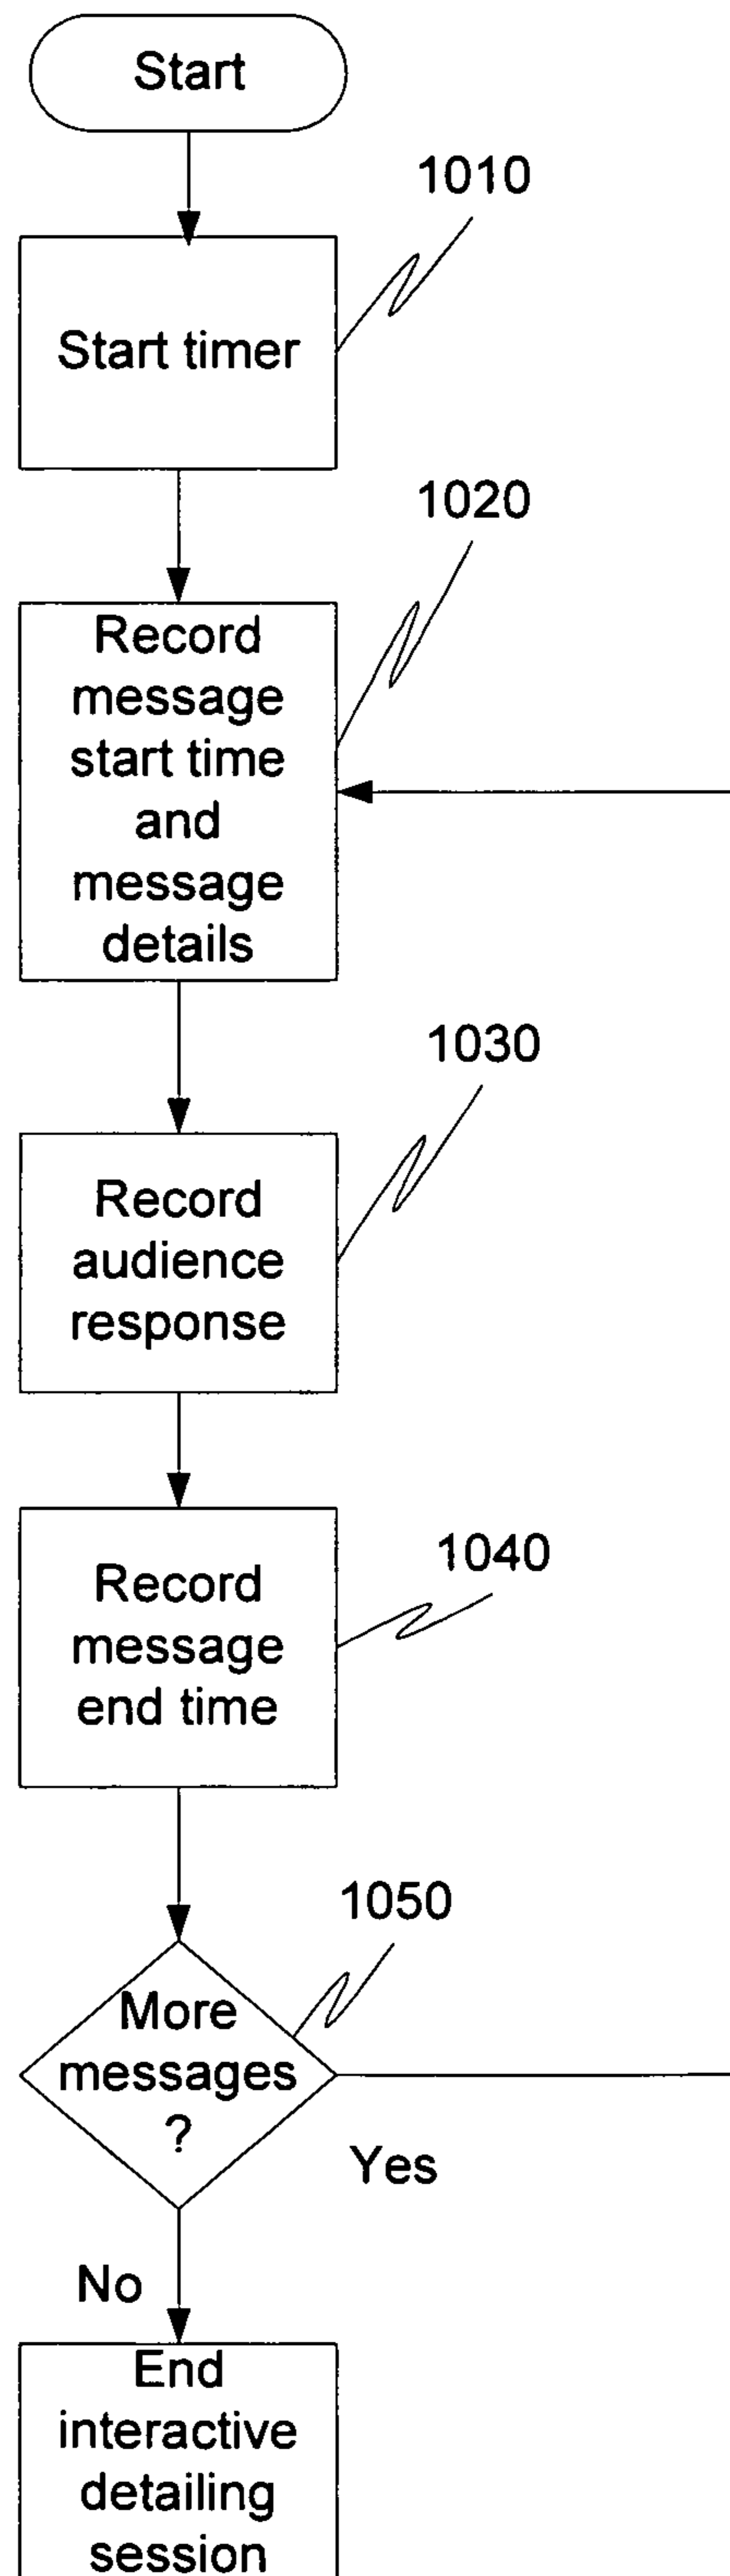 Start
1010
Start timer
1020
Record
message
start time
and
message
details
1030
Record
audience
response
1040
Record
message
end time
1050
More
messages
?
Yes
No
End
interactive
detailing
session